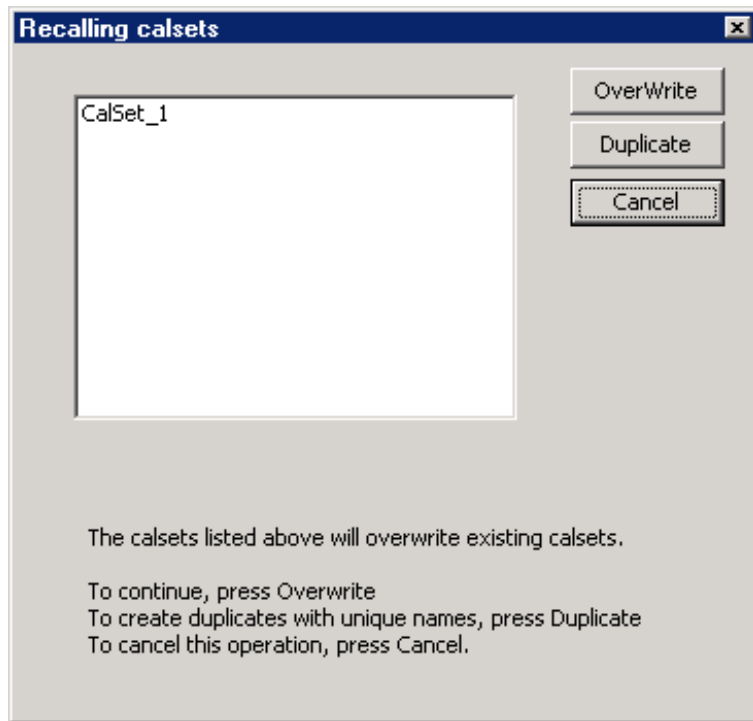 Recalling calsets
CalSet_1
OverWrite
Duplicate
Cancel
The calsets listed above will overwrite existing calsets.
To continue, press Overwrite
To create duplicates with unique names, press Duplicate
To cancel this operation, press Cancel.